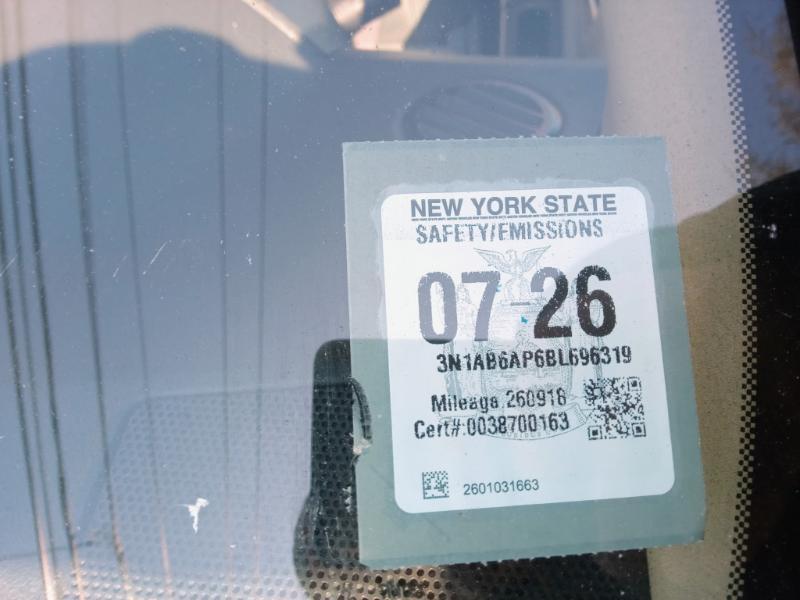 NEW YORK STATE
SAFETY/EMISSIONS
07-26
3N1AB6AP6BL696319
Mileage 260916
Cert#:0038700163
2601031663